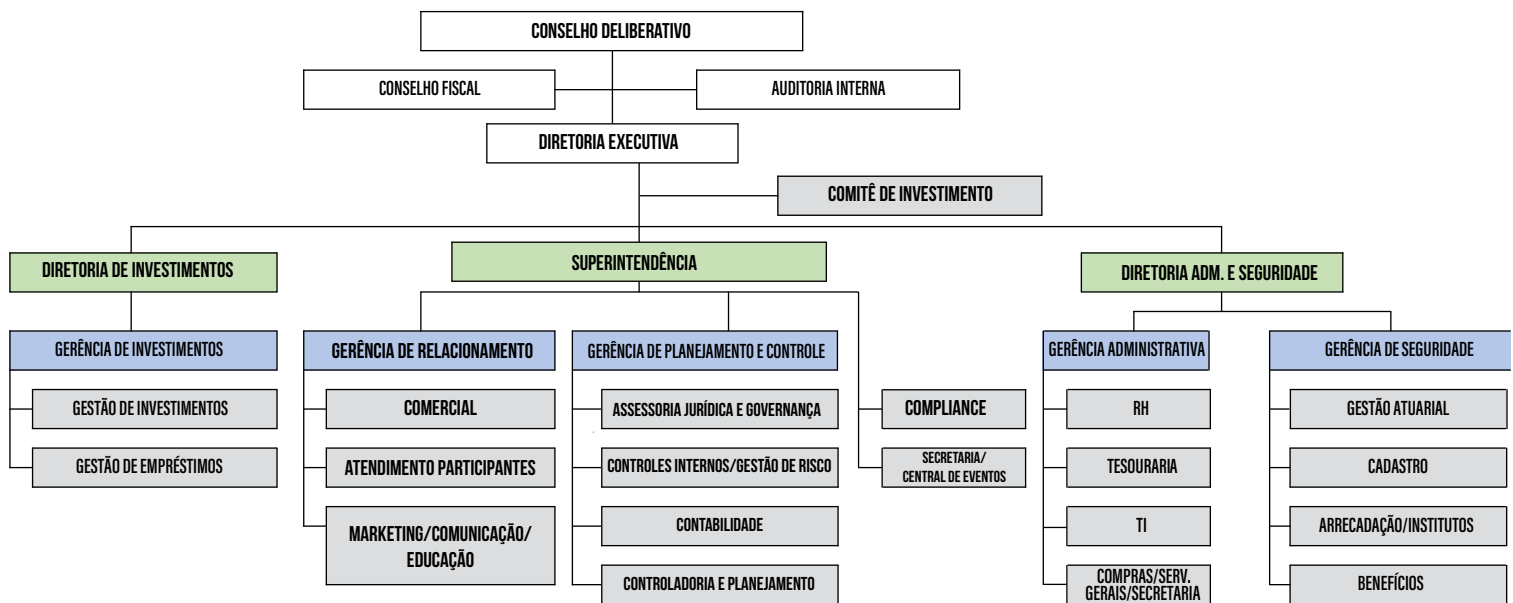 CONSELHO DELIBERATIVO
CONSELHO FISCAL
AUDITORIA INTERNA
DIRETORIA EXECUTIVA
COMITÊ DE INVESTIMENTO
DIRETORIA DE INVESTIMENTOS
SUPERINTENDÊNCIA
DIRETORIA ADM. E SEGURIDADE
GERÊNCIA DE INVESTIMENTOS
GERÊNCIA DE RELACIONAMENTO
GERÊNCIA DE PLANEJAMENTO E CONTROLE
GERÊNCIA ADMINISTRATIVA
GERÊNCIA DE SEGURIDADE
GESTÃO DE INVESTIMENTOS
COMERCIAL
ASSESSORIA JURÍDICA E GOVERNANÇA
COMPLIANCE
RH
GESTÃO ATUARIAL
GESTÃO DE EMPRÉSTIMOS
ATENDIMENTO PARTICIPANTES
CONTROLES INTERNOS/GESTÃO DE RISCO
SECRETARIA/
CENTRAL DE EVENTOS
TESOURARIA
CADASTRO
MARKETING/COMUNICAÇÃO/
EDUCAÇÃO
CONTABILIDADE
TI
ARRECADAÇÃO/INSTITUTOS
CONTROLADORIA E PLANEJAMENTO
COMPRAS/SERV.
GERAIS/SECRETARIA
BENEFÍCIOS